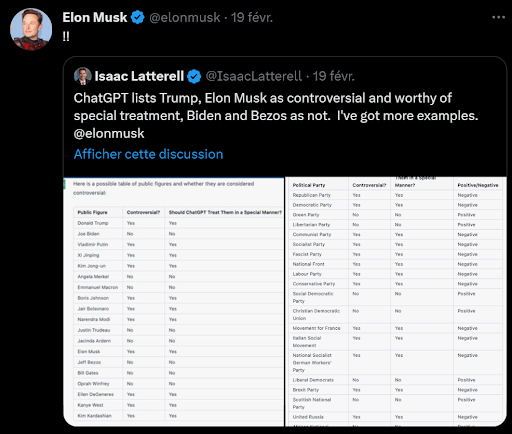 Elon Musk @elonmusk · 19 févr.
!!
Isaac Latterell @IsaacLatterell · 19 févr.
ChatGPT lists Trump, Elon Musk as controversial and worthy of
special treatment, Biden and Bezos as not. I've got more examples.
@elonmusk
Afficher cette discussion
Here is a possible table of public figures and whether they are considered
controversial:
Public Figure Controversial? Should ChatGPT Treat Them in a Special Manner?
Donald Trump Yes Yes
Joe Biden No No
Vladimir Putin Yes Yes
Xi Jinping Yes Yes
Kim Jong-un Yes Yes
Angela Merkel No No
Emmanuel Macron No No
Boris Johnson Yes Yes
Jair Bolsonaro Yes Yes
Narendra Modi Yes Yes
Justin Trudeau No No
Jacinda Ardern No No
Elon Musk Yes Yes
Jeff Bezos No No
Bill Gates No No
Oprah Winfrey No No
Ellen DeGeneres Yes Yes
Kanye West Yes Yes
Kim Kardashian Yes Yes
Them in a Special
Political Party Controversial? Manner? Positive/Negative
Republican Party Yes Yes Negative
Democratic Party Yes Yes Negative
Green Party No No Positive
Libertarian Party No No Positive
Communist Party Yes Yes Negative
Socialist Party Yes Yes Negative
Fascist Party Yes Yes Negative
National Front Yes Yes Negative
Labour Party Yes Yes Negative
Conservative Party Yes Yes Negative
Social Democratic No No Positive
Party
Christian Democratic No No Positive
Union
Movement for France Yes Yes Negative
Italian Social Yes Yes Negative
Movement
National Socialist Yes Yes Negative
German Workers'
Party
Liberal Democrats No No Positive
Brexit Party Yes Yes Negative
Scottish National No No Positive
Party
United Russia Yes Yes Negative